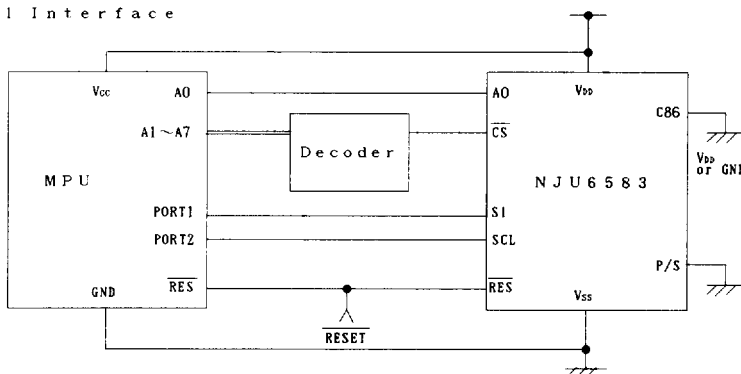 l Interface
Vcc
A0
A1~A7
MPU
PORT1
PORT2
RES
GND
Decoder
RESET
VDD
A0
C86
CS
VDD
or GND
NJU6583
SI
SCL
P/S
RES
VSS